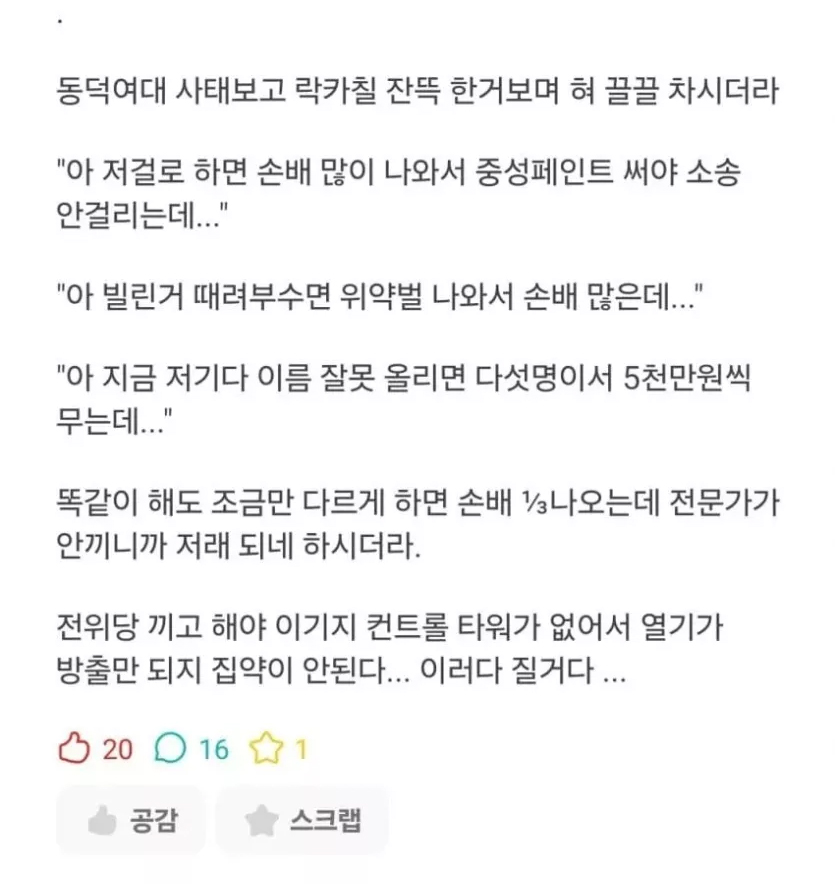 .
동덕여대 사태보고 락카칠 잔뜩 한거보며 혀 끌끌 차시더라
"아 저걸로 하면 손배 많이 나와서 중성페인트 써야 소송
안걸리는데..."
"아 빌린거 때려부수면 위약벌 나와서 손배 많은데..."
"아 지금 저기다 이름 잘못 올리면 다섯명이서 5천만원씩
무는데..."
똑같이 해도 조금만 다르게 하면 손배 ⅓나오는데 전문가가
안끼니까 저래 되네 하시더라.
전위당 끼고 해야 이기지 컨트롤 타워가 없어서 열기가
방출만 되지 집약이 안된다... 이러다 질거다 ...
20 16 1
공감 스크랩